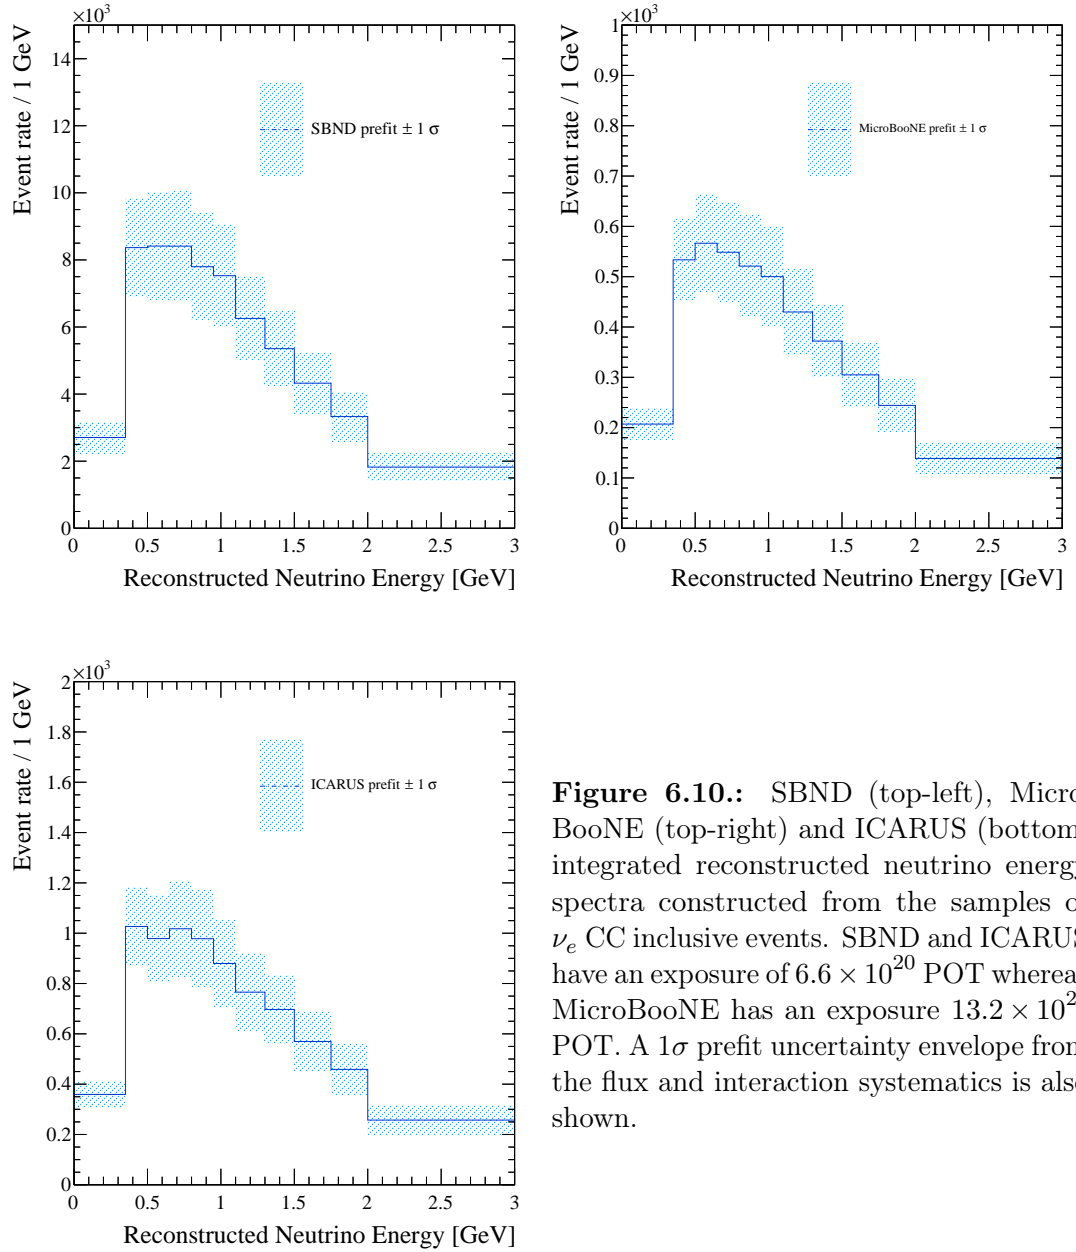 ×10³
Event rate / 1 GeV
14
12
10
8
6
4
2
0
SBND prefit ± 1 σ
0 0.5 1 1.5 2 2.5 3
Reconstructed Neutrino Energy [GeV]
×10³
Event rate / 1 GeV
1
0.9
0.8
0.7
0.6
0.5
0.4
0.3
0.2
0.1
0
MicroBooNE prefit ± 1 σ
0 0.5 1 1.5 2 2.5 3
Reconstructed Neutrino Energy [GeV]
×10³
Event rate / 1 GeV
2
1.8
1.6
1.4
1.2
1
0.8
0.6
0.4
0.2
0
ICARUS prefit ± 1 σ
0 0.5 1 1.5 2 2.5 3
Reconstructed Neutrino Energy [GeV]
Figure 6.10.: SBND (top-left), Micro
BooNE (top-right) and ICARUS (bottom
integrated reconstructed neutrino energy
spectra constructed from the samples o
νₑ CC inclusive events. SBND and ICARUS
have an exposure of 6.6 × 10²⁰ POT wherea
MicroBooNE has an exposure 13.2 × 10²
POT. A 1σ prefit uncertainty envelope from
the flux and interaction systematics is also
shown.